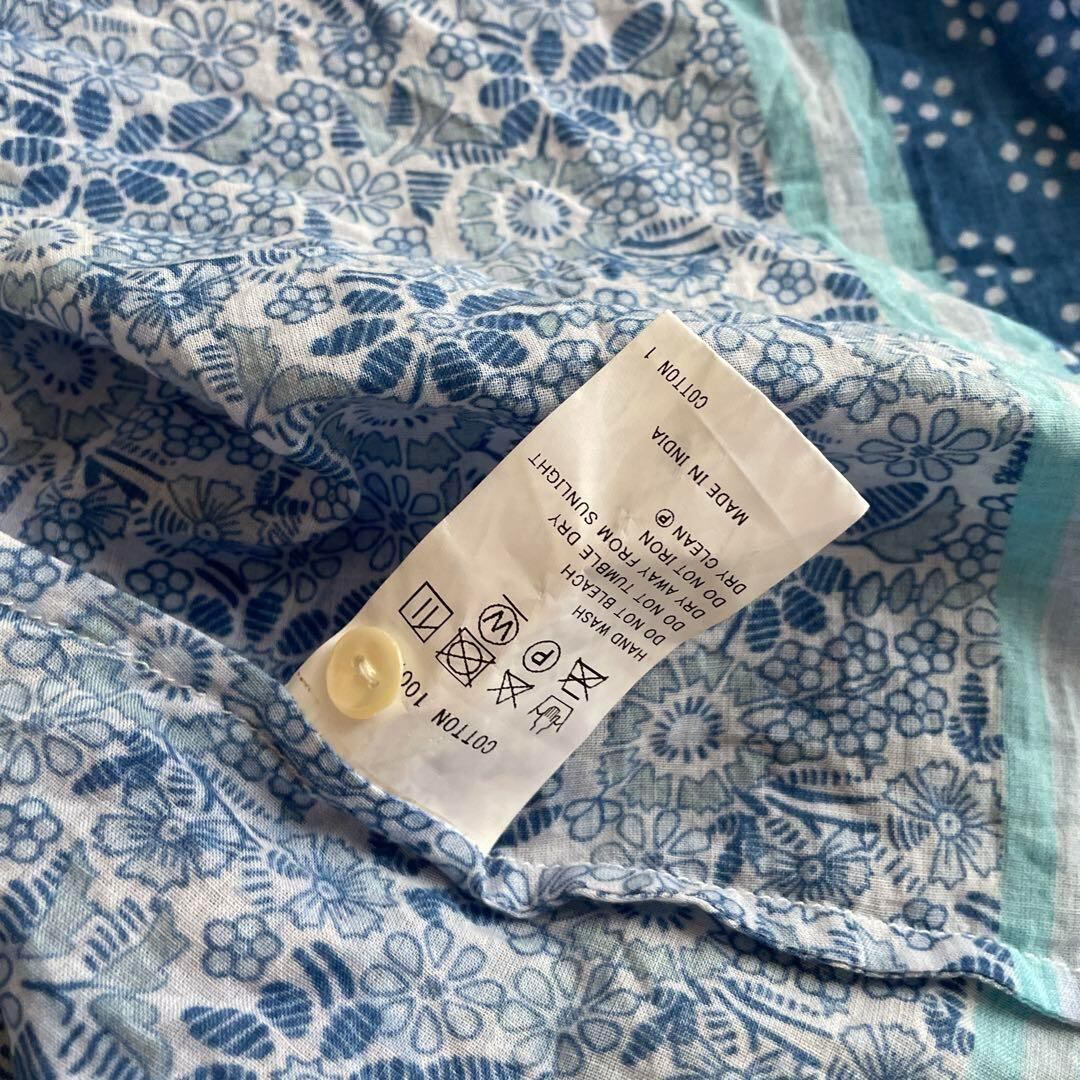 COTTON 100
P
W
HAND WASH
DO NOT BLEACH
DO NOT TUMBLE DRY
DRY AWAY FROM SUNLIGHT
DO NOT IRON
DRY CLEAN Ⓟ
MADE IN INDIA
COTTON 1